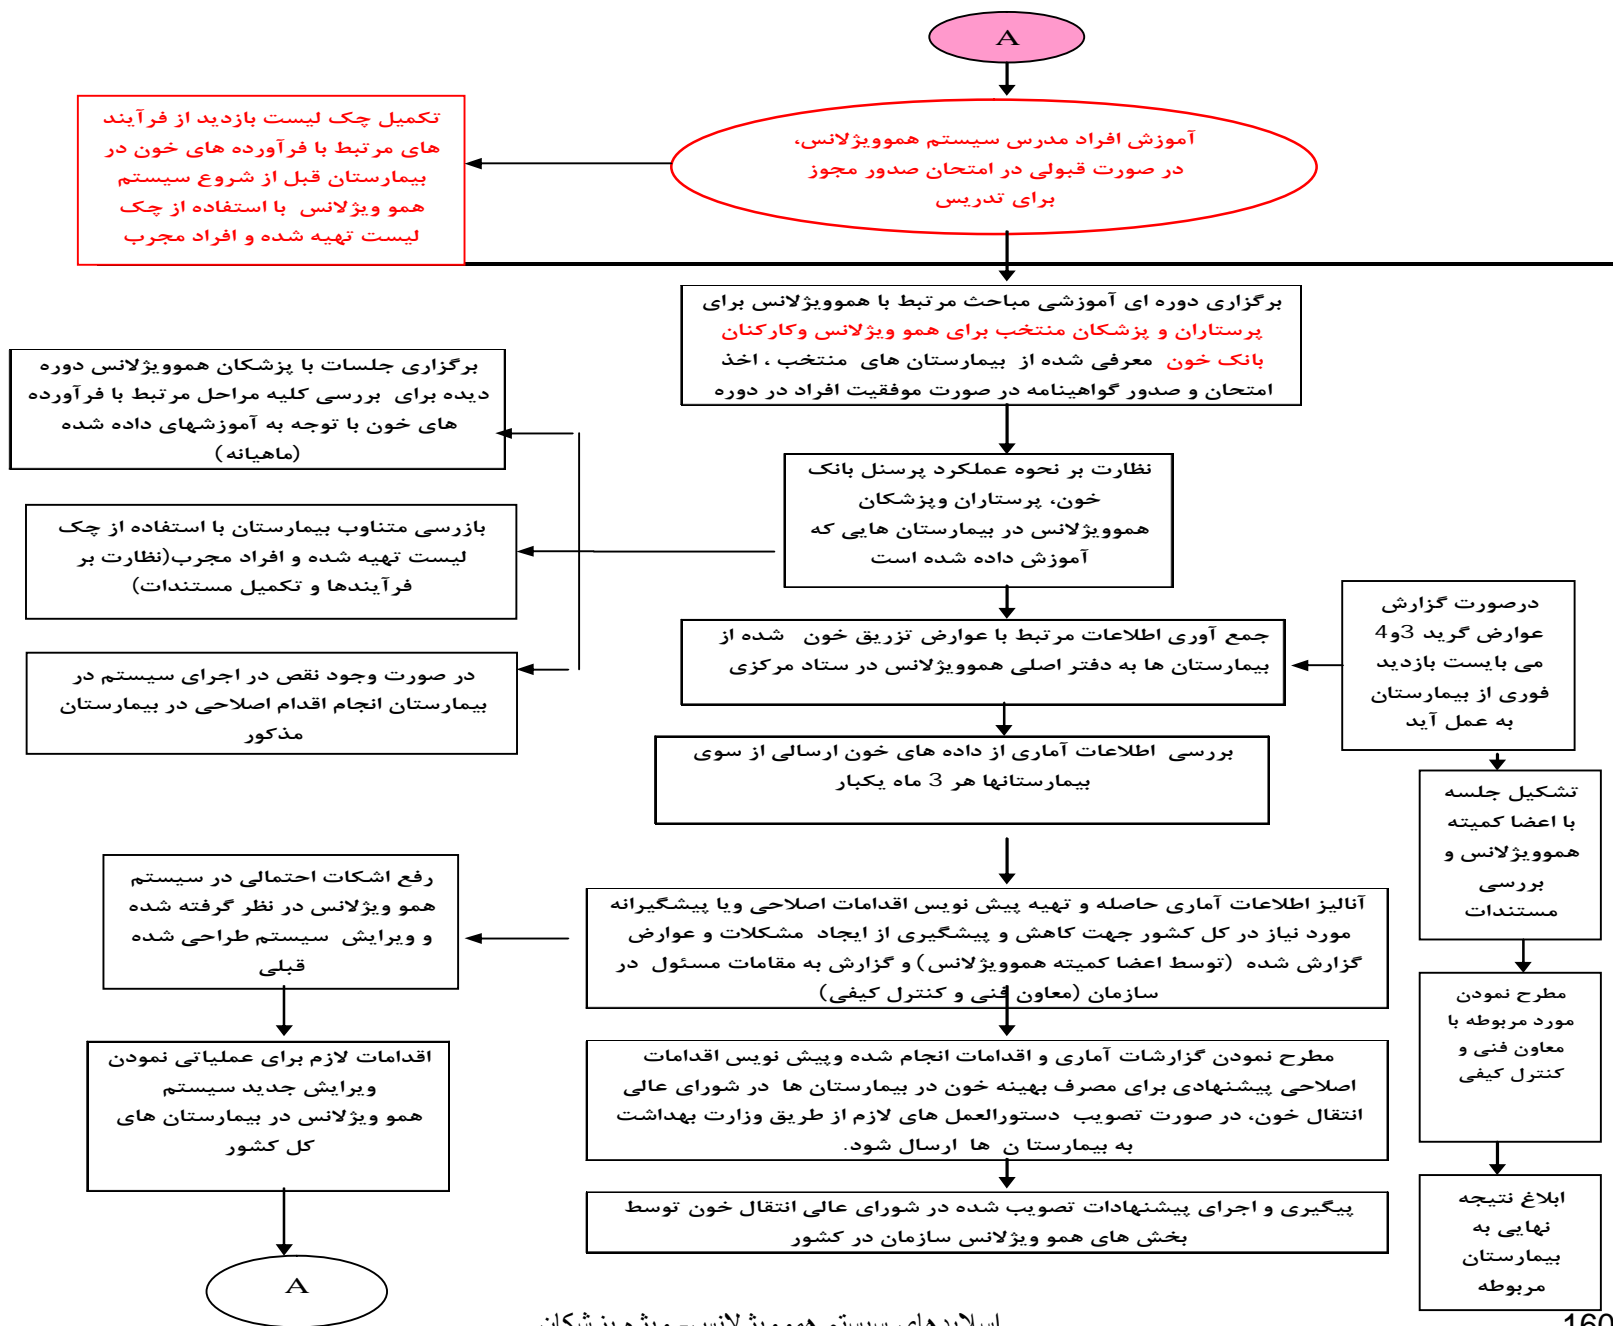 A
آموزش افراد مدرس سیستم هموویژلانس،
در صورت قبولی در امتحان صدور مجوز
برای تدریس
تکمیل چک لیست بازدید از فرآیند
های مرتبط با فرآورده های خون در
بیمارستان قبل از شروع سیستم
همو ویژلانس با استفاده از چک
لیست تهیه شده و افراد مجرب
برگزاری دوره ای آموزشی مباحث مرتبط با هموویژلانس برای
پرستاران و پزشکان منتخب برای همو ویژلانس وکارکنان
بانک خون معرفی شده از بیمارستان های منتخب ، اخذ
امتحان و صدور گواهینامه در صورت موفقیت افراد در دوره
برگزاری جلسات با پزشکان هموویژلانس دوره
دیده برای بررسی کلیه مراحل مرتبط با فرآورده
های خون با توجه به آموزشهای داده شده
(ماهیانه)
نظارت بر نحوه عملکرد پرسنل بانک
خون، پرستاران وپزشکان
هموویژلانس در بیمارستان هایی که
آموزش داده شده است
بازرسی متناوب بیمارستان با استفاده از چک
لیست تهیه شده و افراد مجرب(نظارت بر
فرآیندها و تکمیل مستندات)
در صورت وجود نقص در اجرای سیستم در
بیمارستان انجام اقدام اصلاحی در بیمارستان
مذکور
درصورت گزارش
عوارض گرید 3و4
می بایست بازدید
فوری از بیمارستان
به عمل آید
جمع آوری اطلاعات مرتبط با عوارض تزریق خون شده از
بیمارستان ها به دفتر اصلی هموویژلانس در ستاد مرکزی
بررسی اطلاعات آماری از داده های خون ارسالی از سوی
بیمارستانها هر 3 ماه یکبار
تشکیل جلسه
با اعضا کمیته
هموویژلانس و
بررسی
مستندات
آنالیز اطلاعات آماری حاصله و تهیه پیش نویس اقدامات اصلاحی ویا پیشگیرانه
مورد نیاز در کل کشور جهت کاهش و پیشگیری از ایجاد مشکلات و عوارض
گزارش شده (توسط اعضا کمیته هموویژلانس) و گزارش به مقامات مسئول در
سازمان (معاون فنی و کنترل کیفی)
رفع اشکات احتمالی در سیستم
همو ویژلانس در نظر گرفته شده
و ویرایش سیستم طراحی شده
قبلی
مطرح نمودن
مورد مربوطه با
معاون فنی و
کنترل کیفی
مطرح نمودن گزارشات آماری و اقدامات انجام شده وپیش نویس اقدامات
اصلاحی پیشنهادی برای مصرف بهینه خون در بیمارستان ها در شورای عالی
انتقال خون، در صورت تصویب دستورالعمل های لازم از طریق وزارت بهداشت
به بیمارستا ن ها ارسال شود.
اقدامات لازم برای عملیاتی نمودن
ویرایش جدید سیستم
همو ویژلانس در بیمارستان های
کل کشور
ابلاغ نتیجه
نهایی به
بیمارستان
مربوطه
پیگیری و اجرای پیشنهادات تصویب شده در شورای عالی انتقال خون توسط
بخش های همو ویژلانس سازمان در کشور
A
اسلایدهای سیستم هموویژلانس- ویژه پزشکان
160